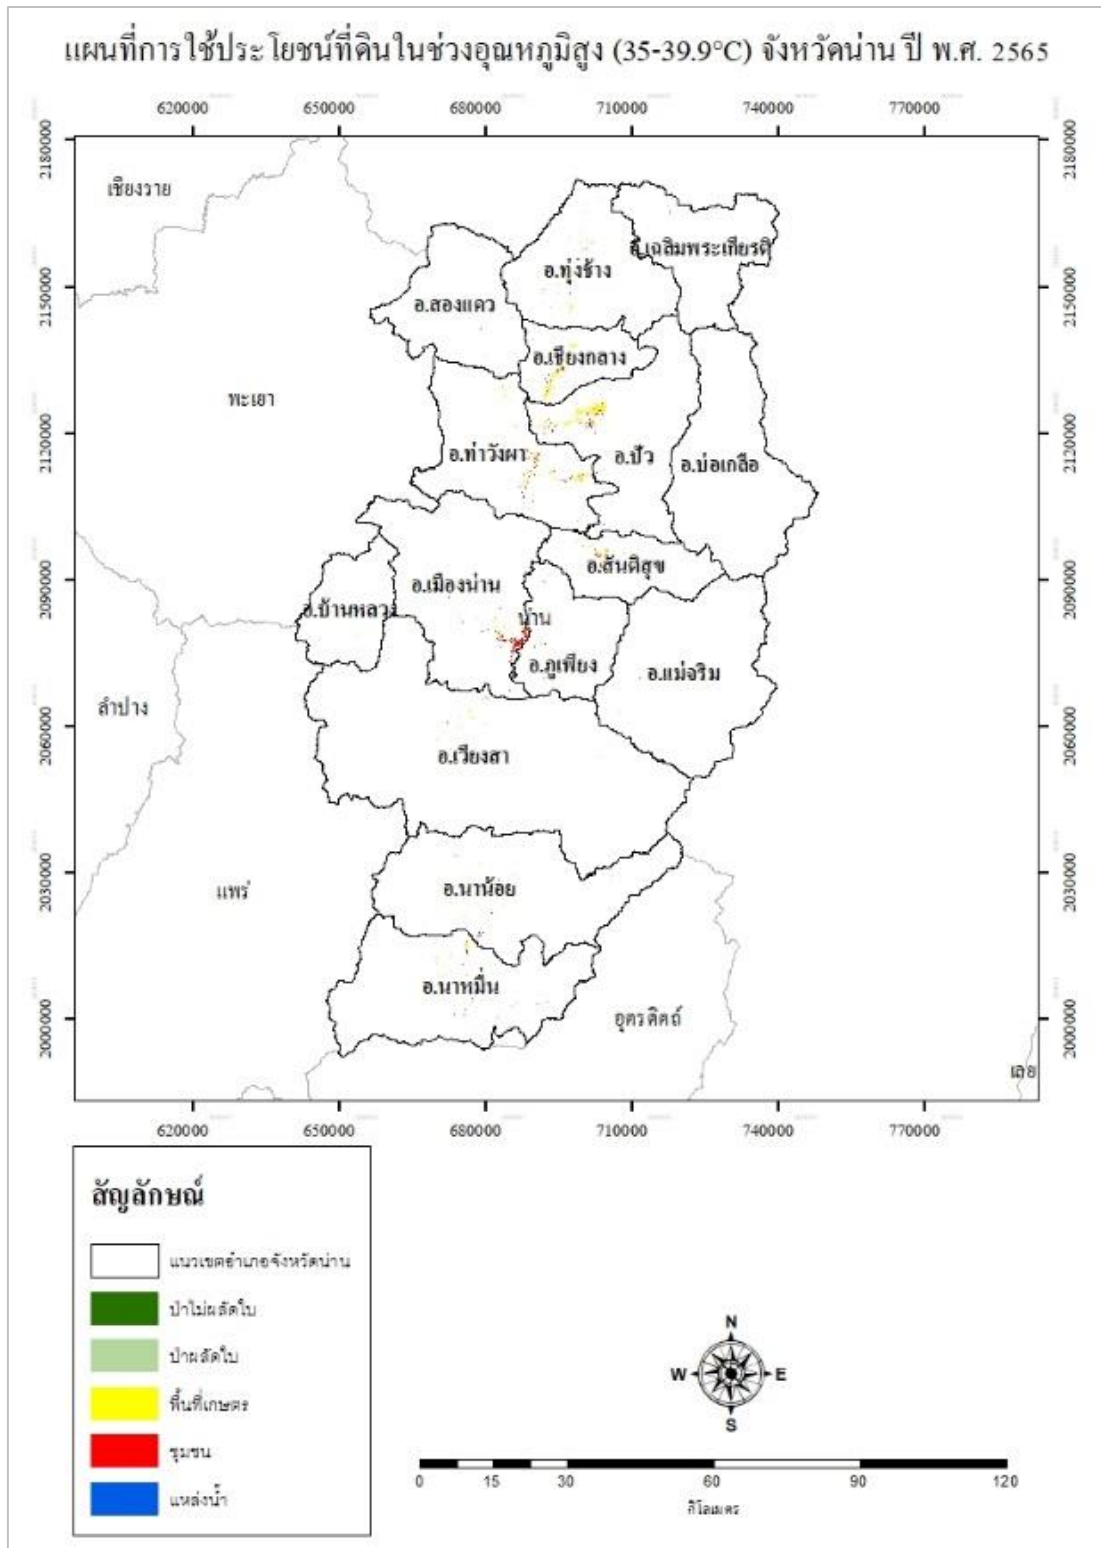 แผนที่การใช้ประโยชน์ที่ดินในช่วงอุณหภูมิสูง (35-39.9°C) จังหวัดน่าน ปี พ.ศ. 2565
620000 650000 680000 710000 740000 770000
2180000 2180000
เชียงราย
อ.เฉลิมพระเกียรติ
อ.ทุ่งช้าง
2150000 2150000
อ.สองแคว
อ.เชียงกลาง
พะเยา
2120000 2120000
อ.ท่าวังผา อ.ปัว อ.บ่อเกลือ
อ.สันติสุข
2090000 2090000
อ.เมืองน่าน
อ.บ้านหลวง น่าน
อ.ภูเพียง อ.แม่จริม
ลำปาง
2060000 2060000
อ.เวียงสา
2030000 2030000
แพร่ อ.นาน้อย
อ.นาหมื่น
2000000 2000000
อุตรดิตถ์
เลย
620000 650000 680000 710000 740000 770000
สัญลักษณ์
แนวเขตอำเภอจังหวัดน่าน
ป่าไม่ผลัดใบ
ป่าผลัดใบ
พื้นที่เกษตร
ชุมชน
แหล่งน้ำ
N
W E
S
0 15 30 60 90 120
กิโลเมตร